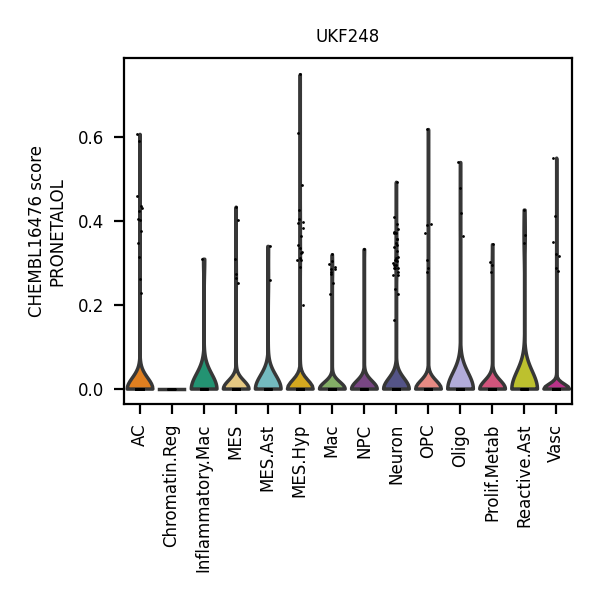 UKF248
CHEMBL16476 score
PRONETALOL
0.6
0.4
0.2
0.0
AC
Chromatin.Reg
Inflammatory.Mac
MES
MES.Ast
MES.Hyp
Mac
NPC
Neuron
OPC
Oligo
Prolif.Metab
Reactive.Ast
Vasc